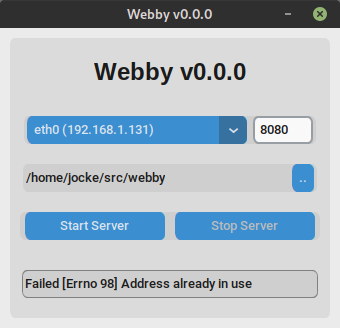 Webby v0.0.0
Webby v0.0.0
eth0 (192.168.1.131)
8080
/home/jocke/src/webby
..
Start Server
Stop Server
Failed [Errno 98] Address already in use